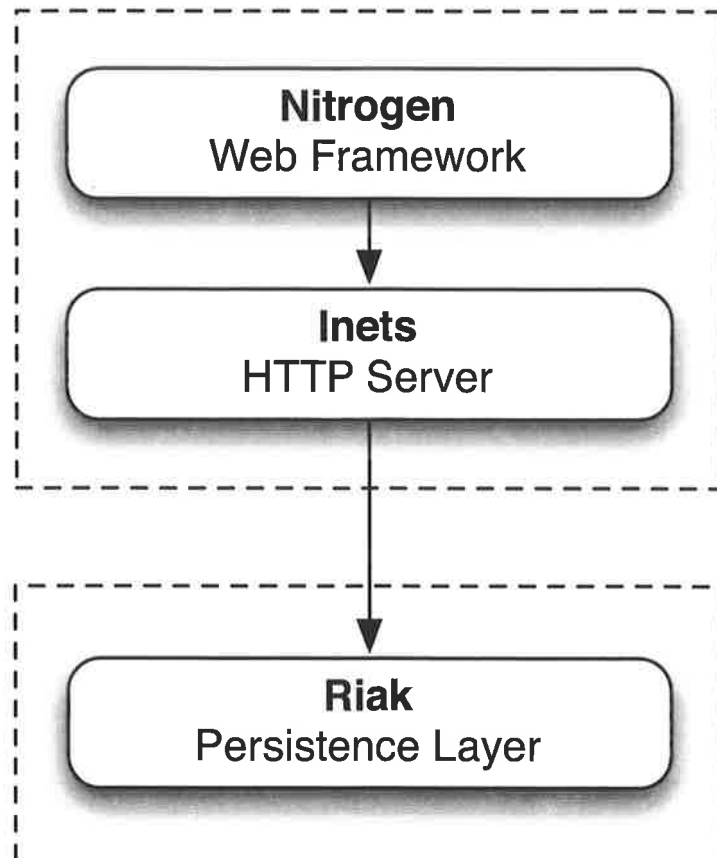 Nitrogen
Web Framework
Inets
HTTP Server
Riak
Persistence Layer